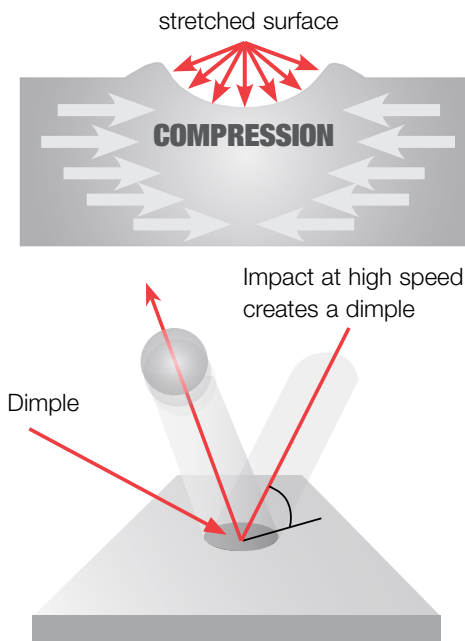 stretched surface
COMPRESSION
Impact at high speed
creates a dimple
Dimple